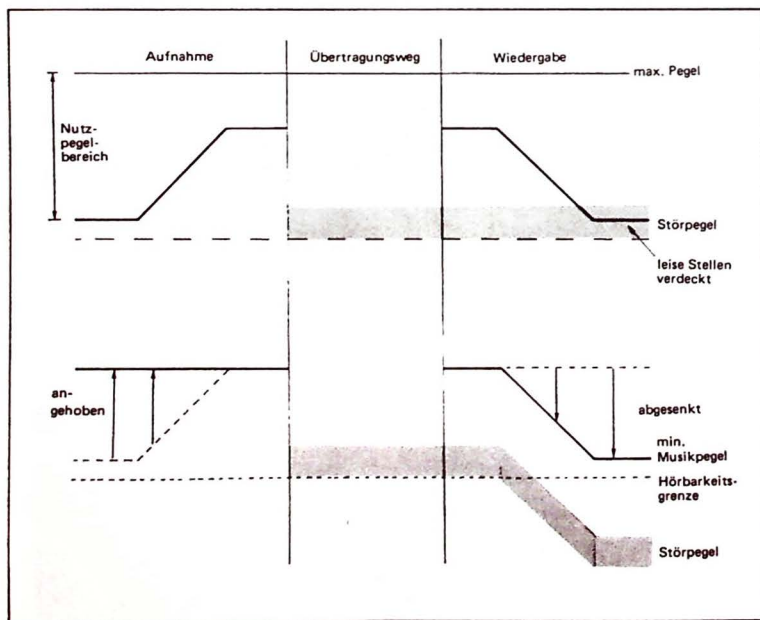 Aufnahme
Übertragungsweg
Wiedergabe
max. Pegel
Nutz-
pegel-
bereich
Störpegel
leise Stellen
verdeckt
an-
gehoben
abgesenkt
min.
Musikpegel
Hörbarkeits-
grenze
Störpegel